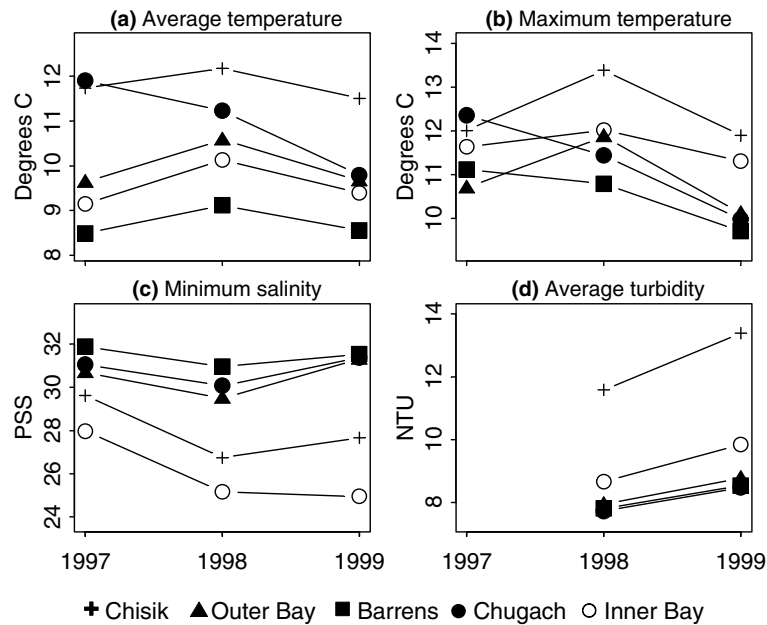 (a) Average temperature
(b) Maximum temperature
Degrees C
12
11
10
9
8
Degrees C
14
13
12
11
10
(c) Minimum salinity
(d) Average turbidity
PSS
32
30
28
26
24
NTU
14
12
10
8
1997 1998 1999
1997 1998 1999
Chisik Outer Bay Barrens Chugach Inner Bay